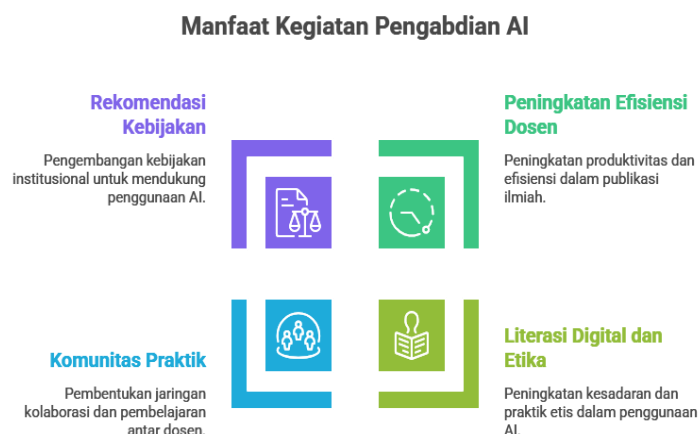 Manfaat Kegiatan Pengabdian AI
Rekomendasi
Kebijakan
Pengembangan kebijakan
institusional untuk mendukung
penggunaan AI.
Peningkatan Efisiensi
Dosen
Peningkatan produktivitas dan
efisiensi dalam publikasi
ilmiah.
Komunitas Praktik
Pembentukan jaringan
kolaborasi dan pembelajaran
antar dosen.
Literasi Digital dan
Etika
Peningkatan kesadaran dan
praktik etis dalam penggunaan
AI.